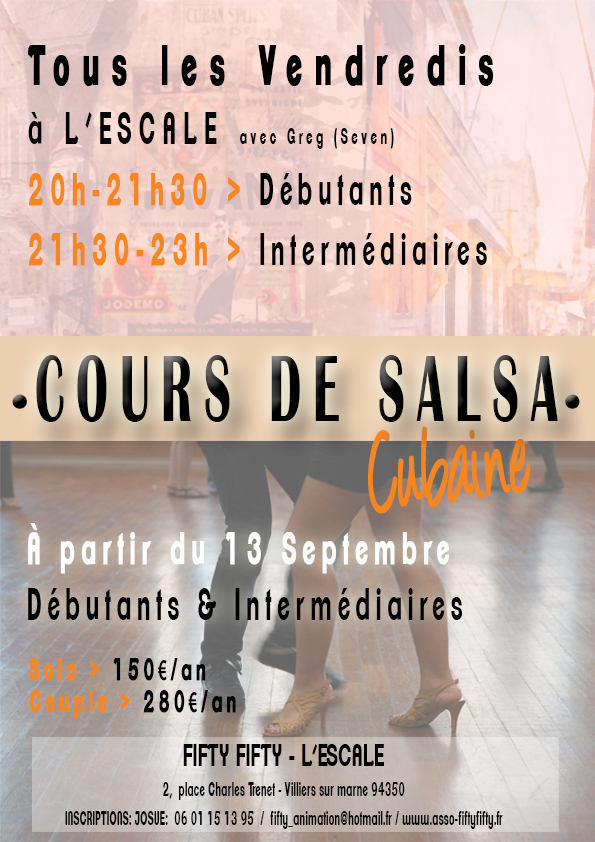 Tous les Vendredis
à L'ESCALE avec Greg (Seven)
20h-21h30 > Débutants
21h30-23h > Intermédiaires
JODEMO
-COURS DE SALSA-
Cubaine
À partir du 13 Septembre
Débutants & Intermédiaires
Solo > 150€/an
Couple > 280€/an
FIFTY FIFTY - L'ESCALE
2, place Charles Trenet - Villiers sur marne 94350
INSCRIPTIONS: JOSUE: 06 01 15 13 95 / fifty_animation@hotmail.fr / www.asso-fiftyfifty.fr